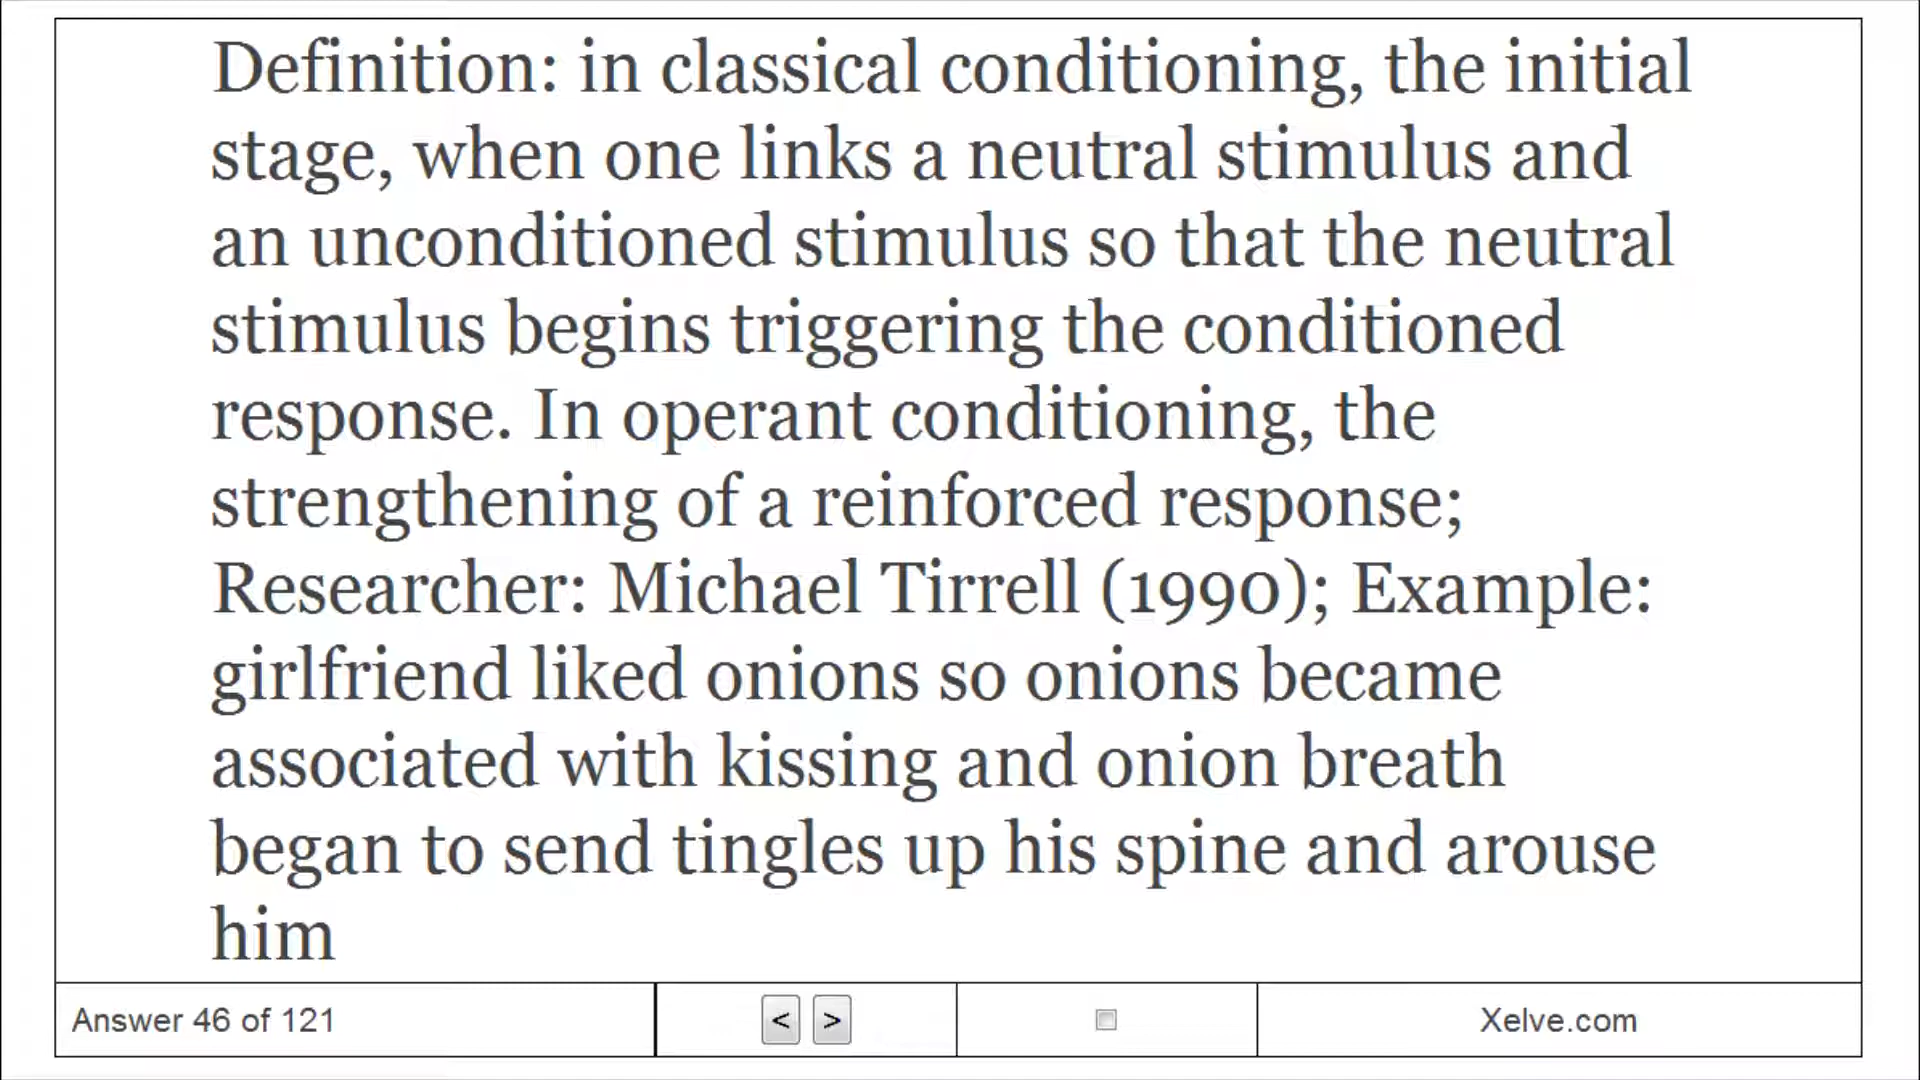 Definition: in classical conditioning, the initial
stage, when one links a neutral stimulus and
an unconditioned stimulus so that the neutral
stimulus begins triggering the conditioned
response. In operant conditioning, the
strengthening of a reinforced response;
Researcher: Michael Tirrell (1990); Example:
girlfriend liked onions so onions became
associated with kissing and onion breath
began to send tingles up his spine and arouse
him
Answer 46 of 121
< >
Xelve.com